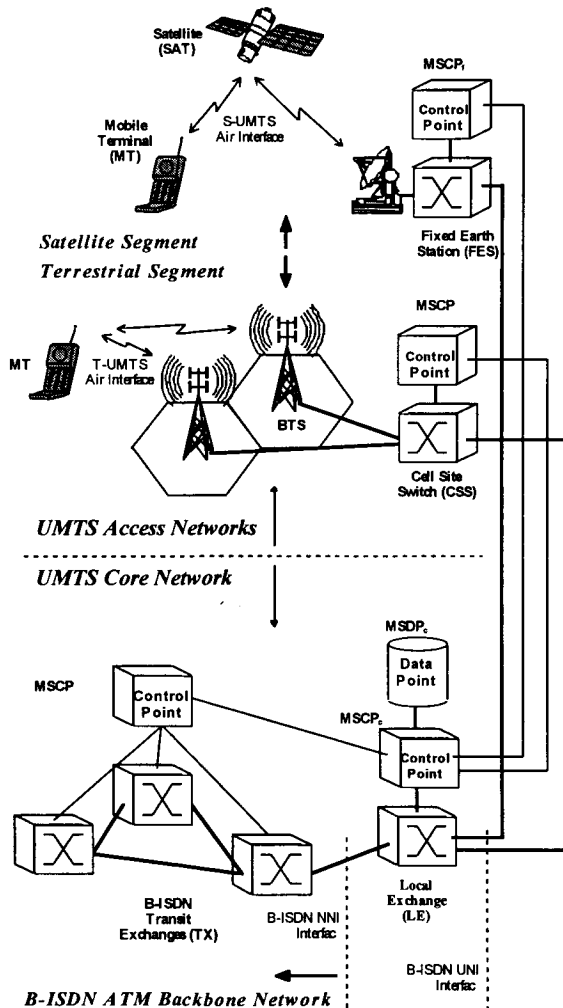 Satellite
(SAT)
MSCPf
Control
Point
S-UMTS
Air Interface
Mobile
Terminal
(MT)
Fixed Earth
Station (FES)
Satellite Segment
Terrestrial Segment
MSCP
Control
Point
MT
T-UMTS
Air Interface
BTS
Cell Site
Switch (CSS)
UMTS Access Networks
UMTS Core Network
MSDPc
Data
Point
MSCP
Control
Point
MSCPc
Control
Point
Local
Exchange
(LE)
B-ISDN
Transit
Exchanges (TX)
B-ISDN NNI
Interfac
B-ISDN UNI
Interfac
B-ISDN ATM Backbone Network